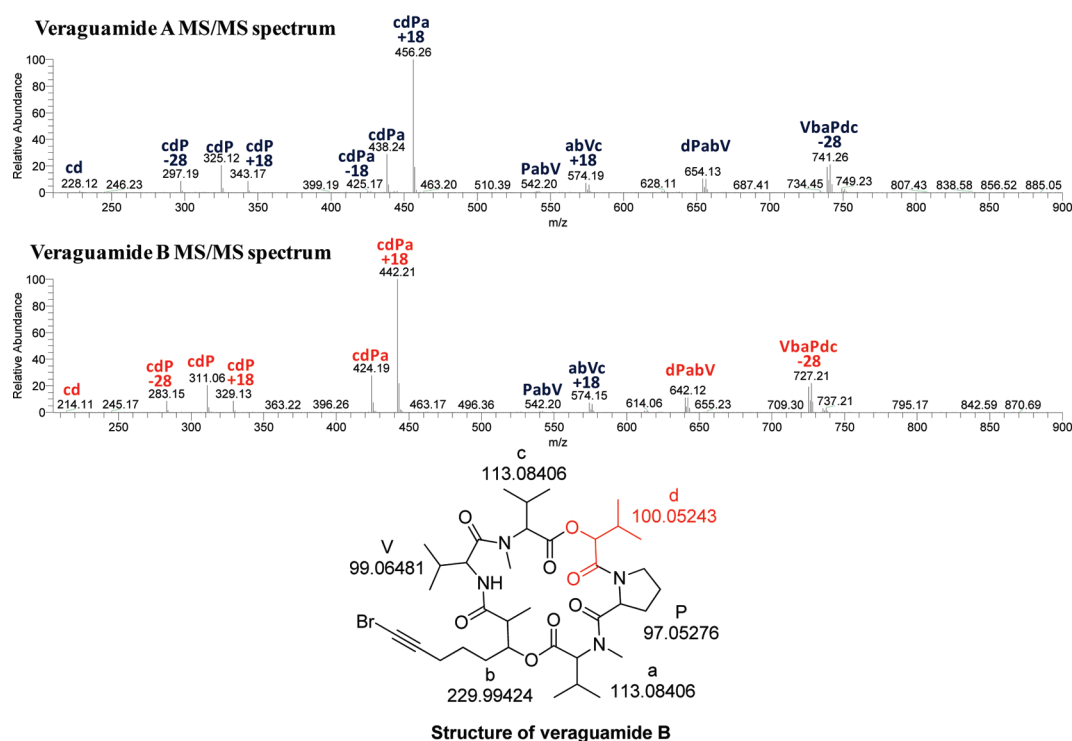 Veraguamide A MS/MS spectrum
cdPa
+18
456.26
100
80
60
40
20
0
Relative Abundance
cd
228.12
246.23
cdP
-28
297.19
cdP
325.12
cdP
+18
343.17
399.19
cdPa
-18
425.17
cdPa
438.24
463.20
510.39
PabV
542.20
abVc
+18
574.19
628.11
dPabV
654.13
687.41
734.45
VbaPdc
-28
741.26
749.23
807.43
838.58
856.52
885.05
250 300 350 400 450 500 550 600 650 700 750 800 850 900
m/z
Veraguamide B MS/MS spectrum
cdPa
+18
442.21
100
80
60
40
20
0
Relative Abundance
cd
214.11
245.17
cdP
-28
283.15
cdP
311.06
cdP
+18
329.13
363.22
396.26
cdPa
424.19
463.17
496.36
PabV
542.20
abVc
+18
574.15
614.06
dPabV
642.12
655.23
709.30
VbaPdc
-28
727.21
737.21
795.17
842.59
870.69
250 300 350 400 450 500 550 600 650 700 750 800 850 900
m/z
c
113.08406
d
100.05243
V
99.06481
P
97.05276
a
113.08406
b
229.99424
O
N
O
O
O
N
O
N
O
O
O
NH
Br
Structure of veraguamide B